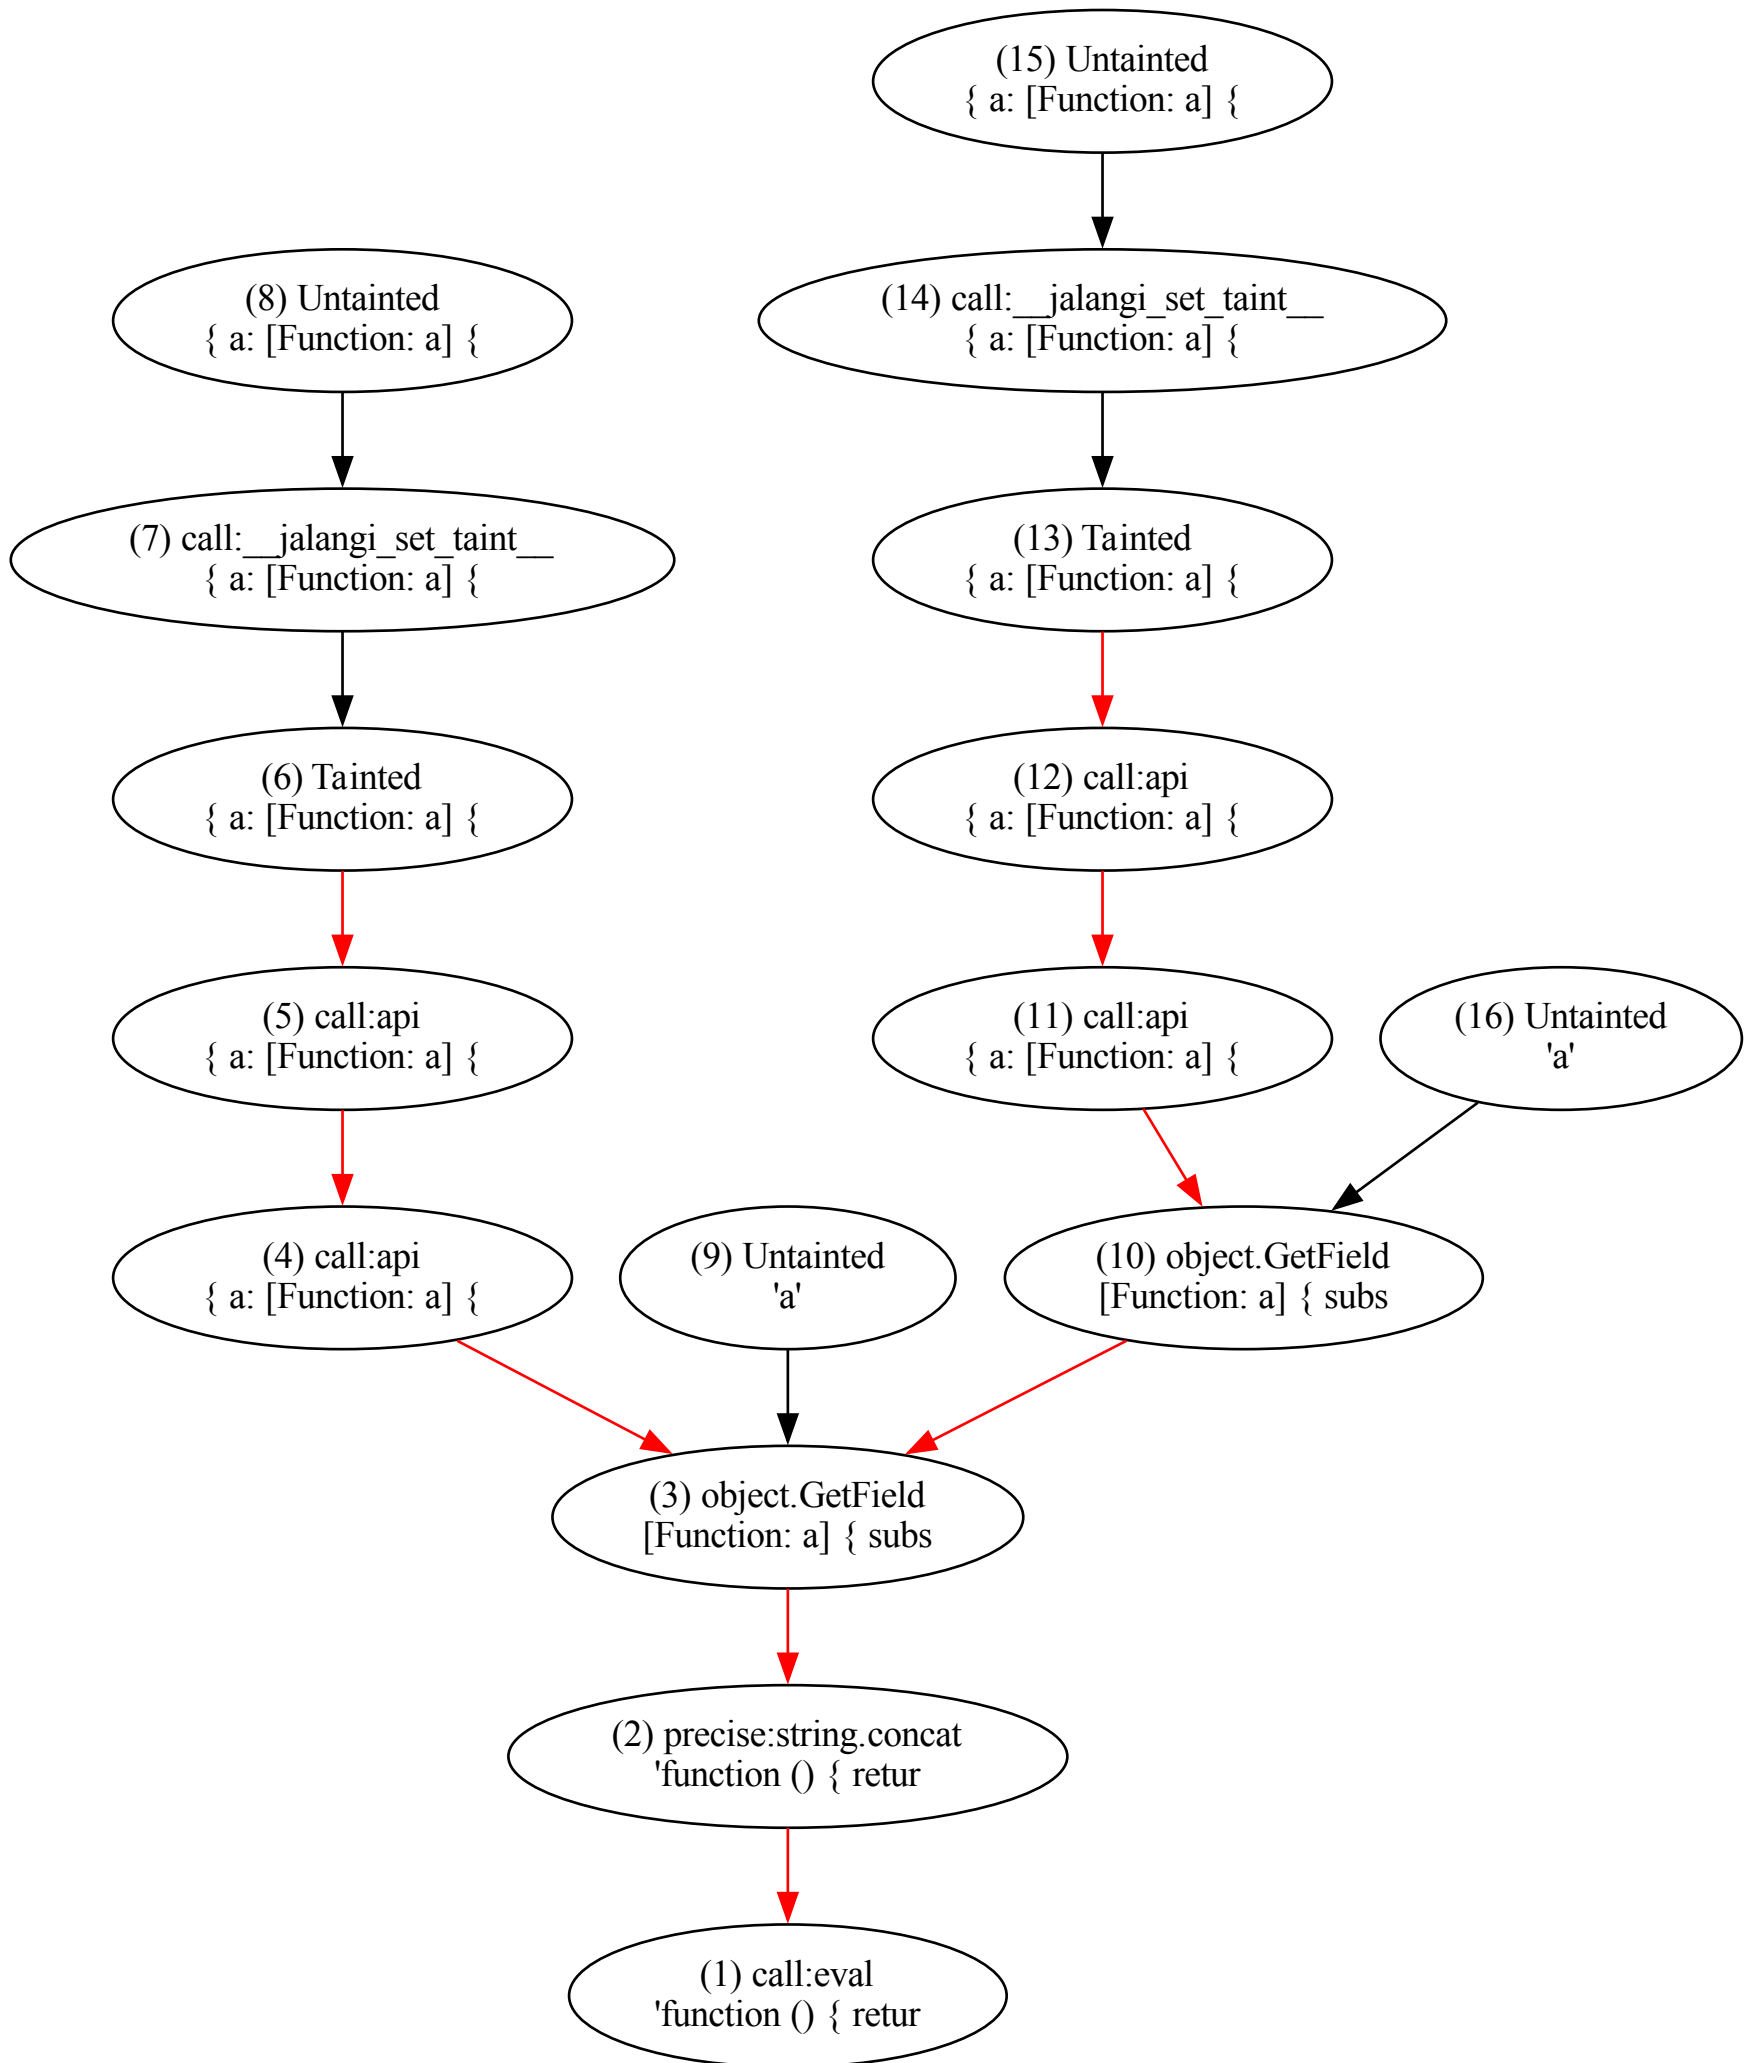 (15) Untainted
{ a: [Function: a] {
(8) Untainted
{ a: [Function: a] {
(14) call:__jalangi_set_taint__
{ a: [Function: a] {
(7) call:__jalangi_set_taint__
{ a: [Function: a] {
(13) Tainted
{ a: [Function: a] {
(6) Tainted
{ a: [Function: a] {
(12) call:api
{ a: [Function: a] {
(5) call:api
{ a: [Function: a] {
(11) call:api
{ a: [Function: a] {
(16) Untainted
'a'
(4) call:api
{ a: [Function: a] {
(9) Untainted
'a'
(10) object.GetField
[Function: a] { subs
(3) object.GetField
[Function: a] { subs
(2) precise:string.concat
'function () { retur
(1) call:eval
'function () { retur